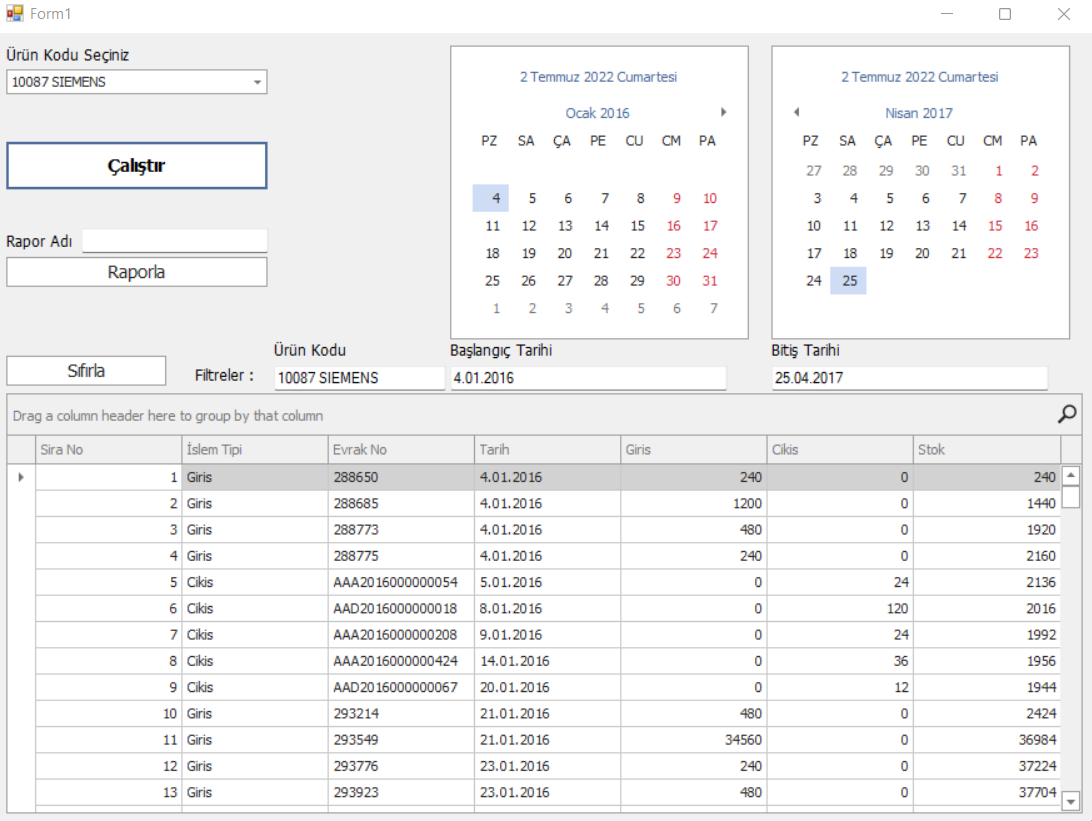 Form1
Ürün Kodu Seçiniz
10087 SIEMENS
Çalıştır
Rapor Adı
Raporla
2 Temmuz 2022 Cumartesi
Ocak 2016
PZ SA ÇA PE CU CM PA
4 5 6 7 8 9 10
11 12 13 14 15 16 17
18 19 20 21 22 23 24
25 26 27 28 29 30 31
1 2 3 4 5 6 7
2 Temmuz 2022 Cumartesi
Nisan 2017
PZ SA ÇA PE CU CM PA
27 28 29 30 31 1 2
3 4 5 6 7 8 9
10 11 12 13 14 15 16
17 18 19 20 21 22 23
24 25
Sıfırla
Filtreler :
Ürün Kodu
10087 SIEMENS
Başlangıç Tarihi
4.01.2016
Bitiş Tarihi
25.04.2017
Drag a column header here to group by that column
Sira No İslem Tipi Evrak No Tarih Giris Cikis Stok
1 Giris 288650 4.01.2016 240 0 240
2 Giris 288685 4.01.2016 1200 0 1440
3 Giris 288773 4.01.2016 480 0 1920
4 Giris 288775 4.01.2016 240 0 2160
5 Cikis AAA2016000000054 5.01.2016 0 24 2136
6 Cikis AAD2016000000018 8.01.2016 0 120 2016
7 Cikis AAA2016000000208 9.01.2016 0 24 1992
8 Cikis AAA2016000000424 14.01.2016 0 36 1956
9 Cikis AAD2016000000067 20.01.2016 0 12 1944
10 Giris 293214 21.01.2016 480 0 2424
11 Giris 293549 21.01.2016 34560 0 36984
12 Giris 293776 23.01.2016 240 0 37224
13 Giris 293923 23.01.2016 480 0 37704